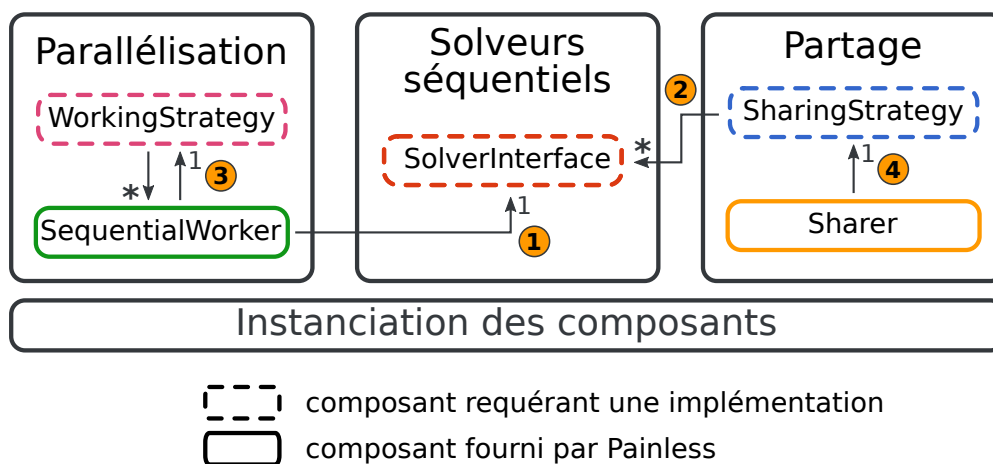 Parallélisation
WorkingStrategy
1
3
*
SequentialWorker
Solveurs
séquentiels
*
SolverInterface
1
1
Partage
2
SharingStrategy
1
4
Sharer
Instanciation des composants
composant requérant une implémentation
composant fourni par Painless